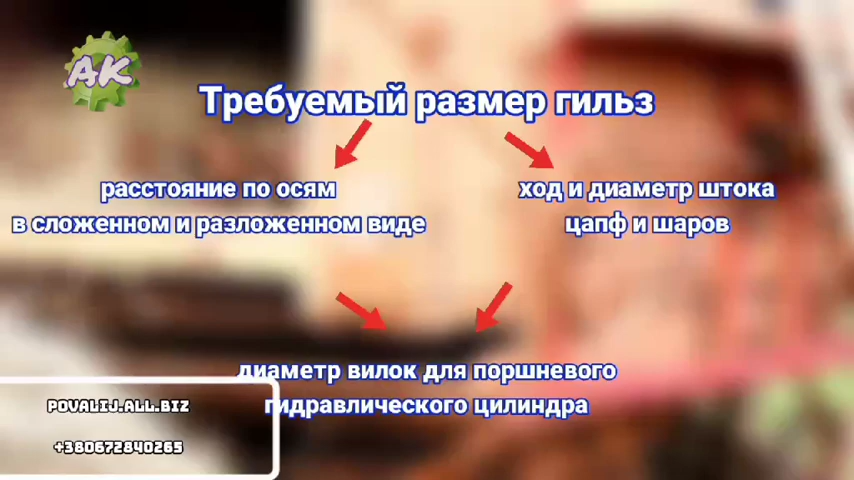 АК
Требуемый размер гильз
расстояние по осям
в сложенном и разложенном виде
ход и диаметр штока
цапф и шаров
диаметр вилок для поршневого
гидравлического цилиндра
POVALIJ.ALL.BIZ
+380672840265